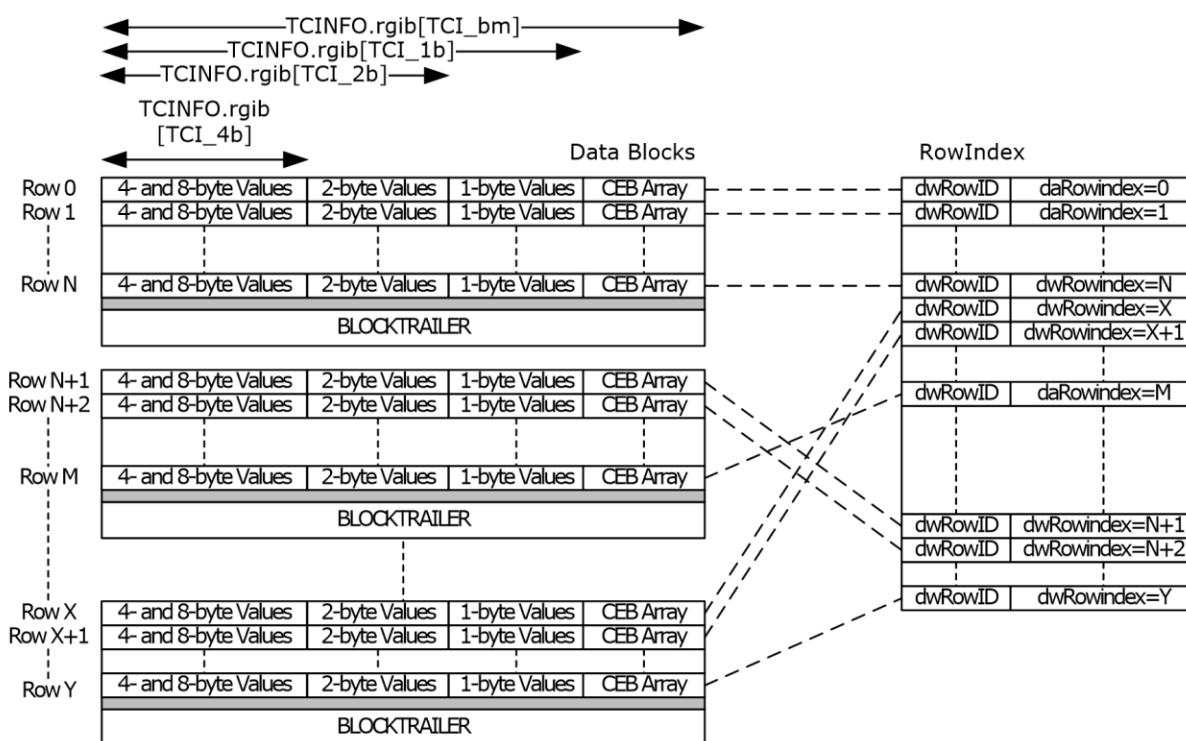 TCINFO.rgib[TCI_bm]
TCINFO.rgib[TCI_1b]
TCINFO.rgib[TCI_2b]
TCINFO.rgib
[TCI_4b]
Data Blocks RowIndex
Row 0 4- and 8-byte Values 2-byte Values 1-byte Values CEB Array dwRowID daRowindex=0
Row 1 4- and 8-byte Values 2-byte Values 1-byte Values CEB Array dwRowID daRowindex=1
Row N 4- and 8-byte Values 2-byte Values 1-byte Values CEB Array dwRowID dwRowindex=N
dwRowID dwRowindex=X
BLOCKTRAILER dwRowID dwRowindex=X+1
Row N+1 4- and 8-byte Values 2-byte Values 1-byte Values CEB Array
dwRowID daRowindex=M
Row N+2 4- and 8-byte Values 2-byte Values 1-byte Values CEB Array
Row M 4- and 8-byte Values 2-byte Values 1-byte Values CEB Array
BLOCKTRAILER dwRowID dwRowindex=N+1
dwRowID dwRowindex=N+2
dwRowID dwRowindex=Y
Row X 4- and 8-byte Values 2-byte Values 1-byte Values CEB Array
Row X+1 4- and 8-byte Values 2-byte Values 1-byte Values CEB Array
Row Y 4- and 8-byte Values 2-byte Values 1-byte Values CEB Array
BLOCKTRAILER